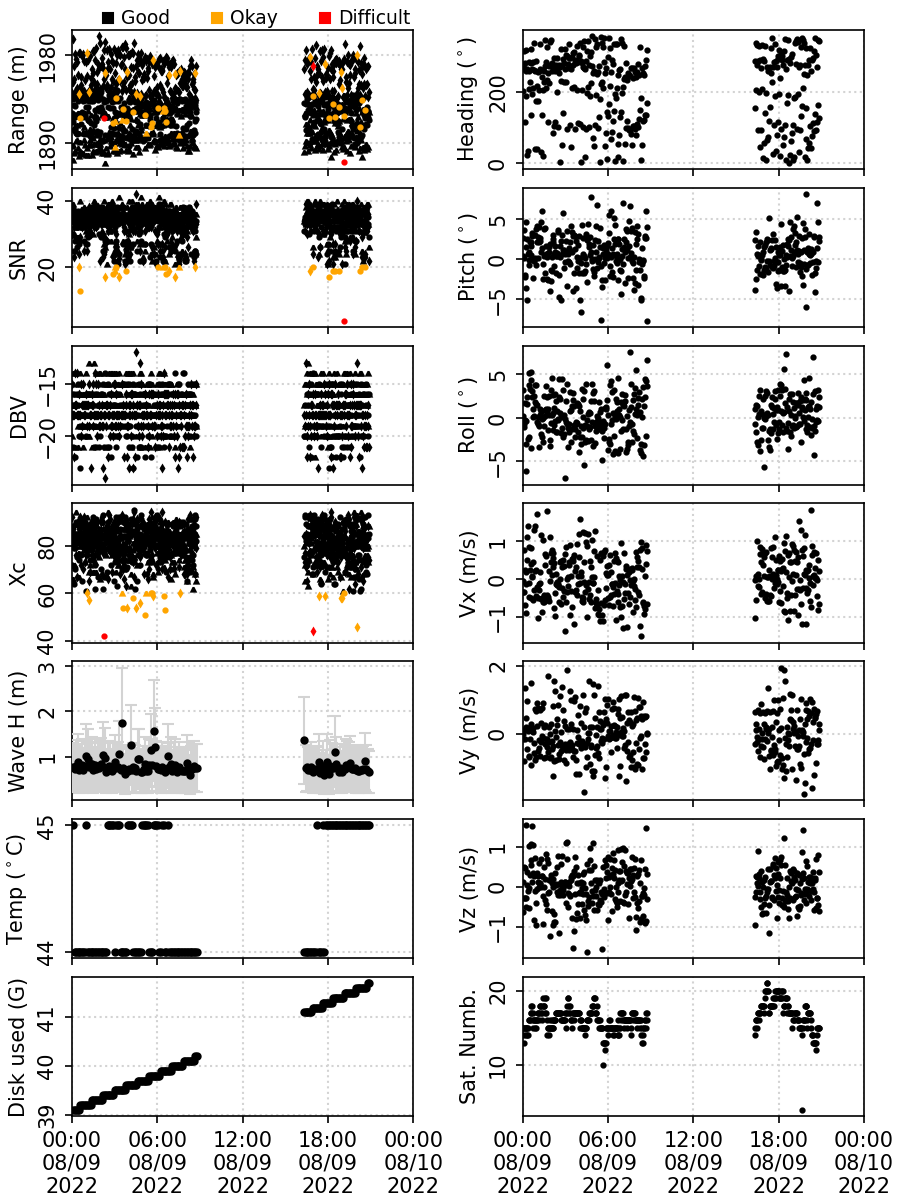 Good Okay Difficult
Range (m)
1980
1890
Heading (°)
200
0
SNR
40
20
Pitch (°)
5
0
−5
DBV
−15
−20
Roll (°)
5
0
−5
Xc
80
60
40
Vx (m/s)
1
0
−1
Wave H (m)
3
2
1
Vy (m/s)
2
0
Temp (°C)
45
44
Vz (m/s)
1
0
−1
Disk used (G)
41
40
39
Sat. Numb.
20
10
00:00 06:00 12:00 18:00 00:00 00:00 06:00 12:00 18:00 00:00
08/09 08/09 08/09 08/09 08/10 08/09 08/09 08/09 08/09 08/10
2022 2022 2022 2022 2022 2022 2022 2022 2022 2022